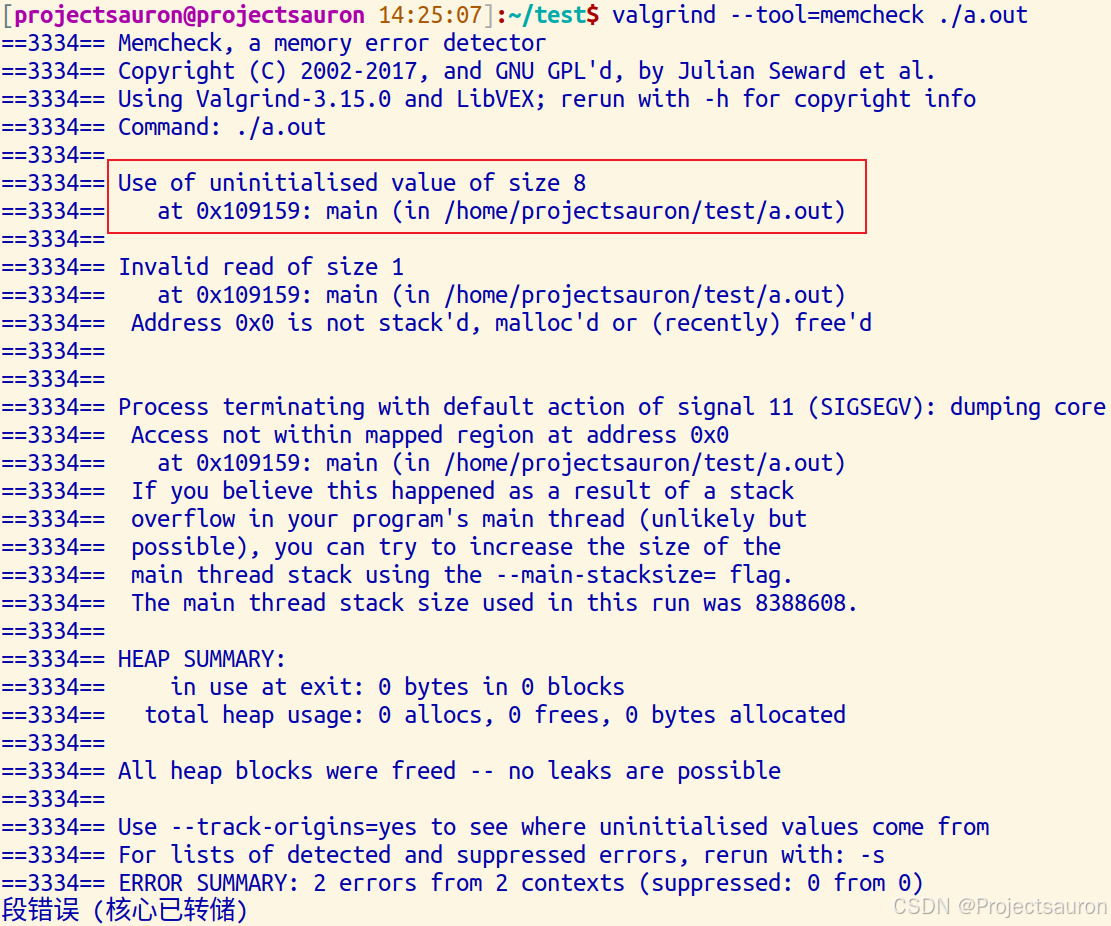 [projectsauron@projectsauron 14:25:07]:~/test$ valgrind --tool=memcheck ./a.out
==3334== Memcheck, a memory error detector
==3334== Copyright (C) 2002-2017, and GNU GPL'd, by Julian Seward et al.
==3334== Using Valgrind-3.15.0 and LibVEX; rerun with -h for copyright info
==3334== Command: ./a.out
==3334==
==3334== Use of uninitialised value of size 8
==3334==    at 0x109159: main (in /home/projectsauron/test/a.out)
==3334==
==3334== Invalid read of size 1
==3334==    at 0x109159: main (in /home/projectsauron/test/a.out)
==3334==  Address 0x0 is not stack'd, malloc'd or (recently) free'd
==3334==
==3334==
==3334== Process terminating with default action of signal 11 (SIGSEGV): dumping core
==3334==  Access not within mapped region at address 0x0
==3334==    at 0x109159: main (in /home/projectsauron/test/a.out)
==3334==  If you believe this happened as a result of a stack
==3334==  overflow in your program's main thread (unlikely but
==3334==  possible), you can try to increase the size of the
==3334==  main thread stack using the --main-stacksize= flag.
==3334==  The main thread stack size used in this run was 8388608.
==3334==
==3334== HEAP SUMMARY:
==3334==     in use at exit: 0 bytes in 0 blocks
==3334==   total heap usage: 0 allocs, 0 frees, 0 bytes allocated
==3334==
==3334== All heap blocks were freed -- no leaks are possible
==3334==
==3334== Use --track-origins=yes to see where uninitialised values come from
==3334== For lists of detected and suppressed errors, rerun with: -s
==3334== ERROR SUMMARY: 2 errors from 2 contexts (suppressed: 0 from 0)
段错误 (核心已转储)
CSDN @Projectsauron